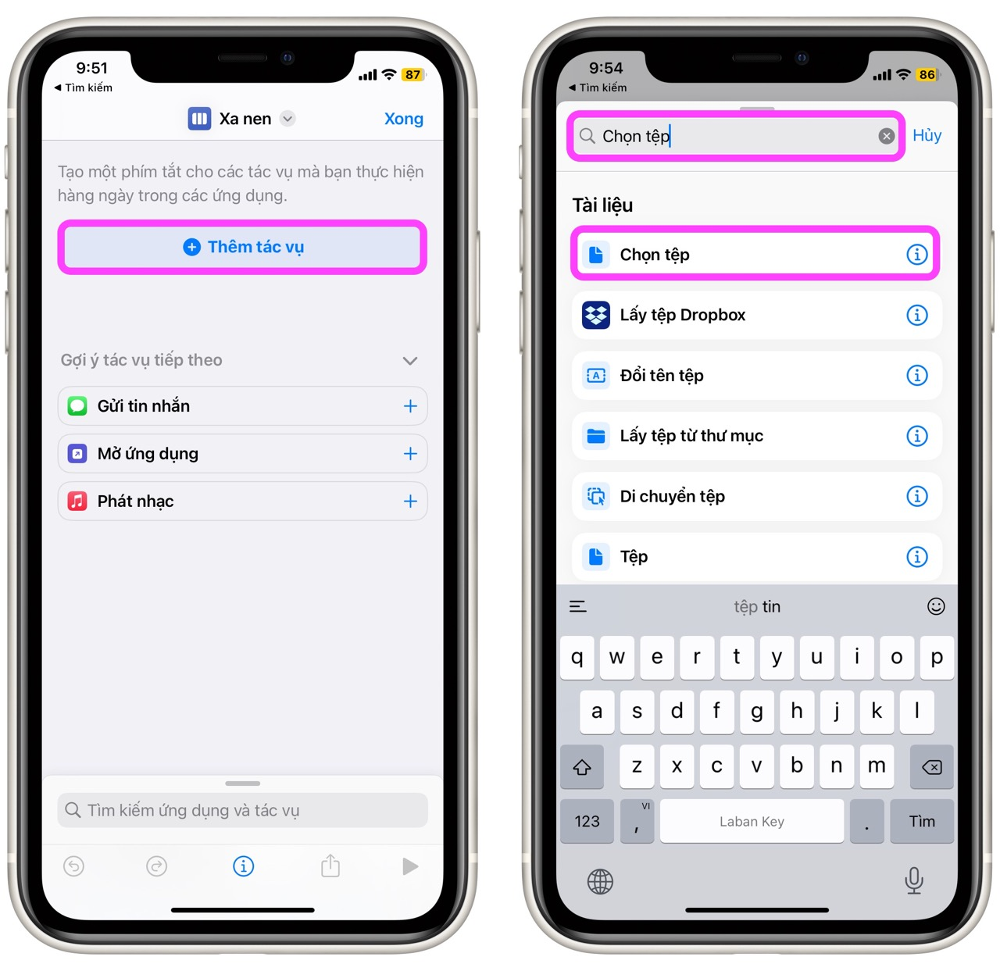 9:51
87
◀ Tìm kiếm
Xa nen
Xong
Tạo một phím tắt cho các tác vụ mà bạn thực hiện
hàng ngày trong các ứng dụng.
Thêm tác vụ
Gợi ý tác vụ tiếp theo
Gửi tin nhắn
Mở ứng dụng
Phát nhạc
Tìm kiếm ứng dụng và tác vụ
9:54
86
◀ Tìm kiếm
Chọn tệp
Hủy
Tài liệu
Chọn tệp
Lấy tệp Dropbox
Đổi tên tệp
Lấy tệp từ thư mục
Di chuyển tệp
Tệp
tệp tin
q w e r t y u i o p
a s d f g h j k l
z x c v b n m
123 , VI Laban Key . Tìm